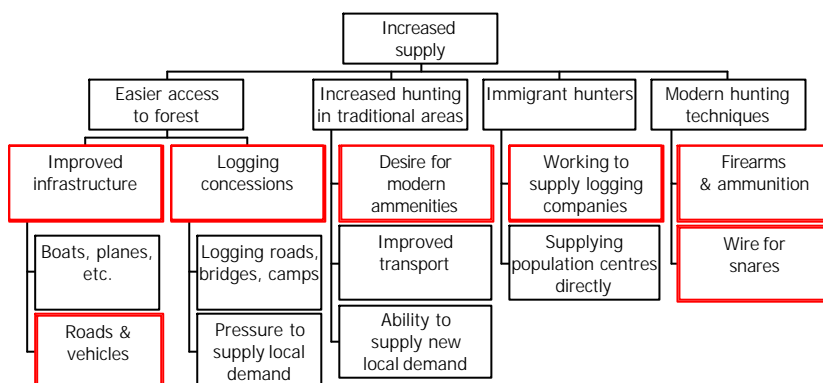 Increased
supply
Easier access
to forest
Increased hunting
in traditional areas
Immigrant hunters
Modern hunting
techniques
Improved
infrastructure
Logging
concessions
Desire for
modern
ammenities
Working to
supply logging
companies
Firearms
& ammunition
Boats, planes,
etc.
Logging roads,
bridges, camps
Improved
transport
Supplying
population centres
directly
Wire for
snares
Roads &
vehicles
Pressure to
supply local
demand
Ability to
supply new
local demand